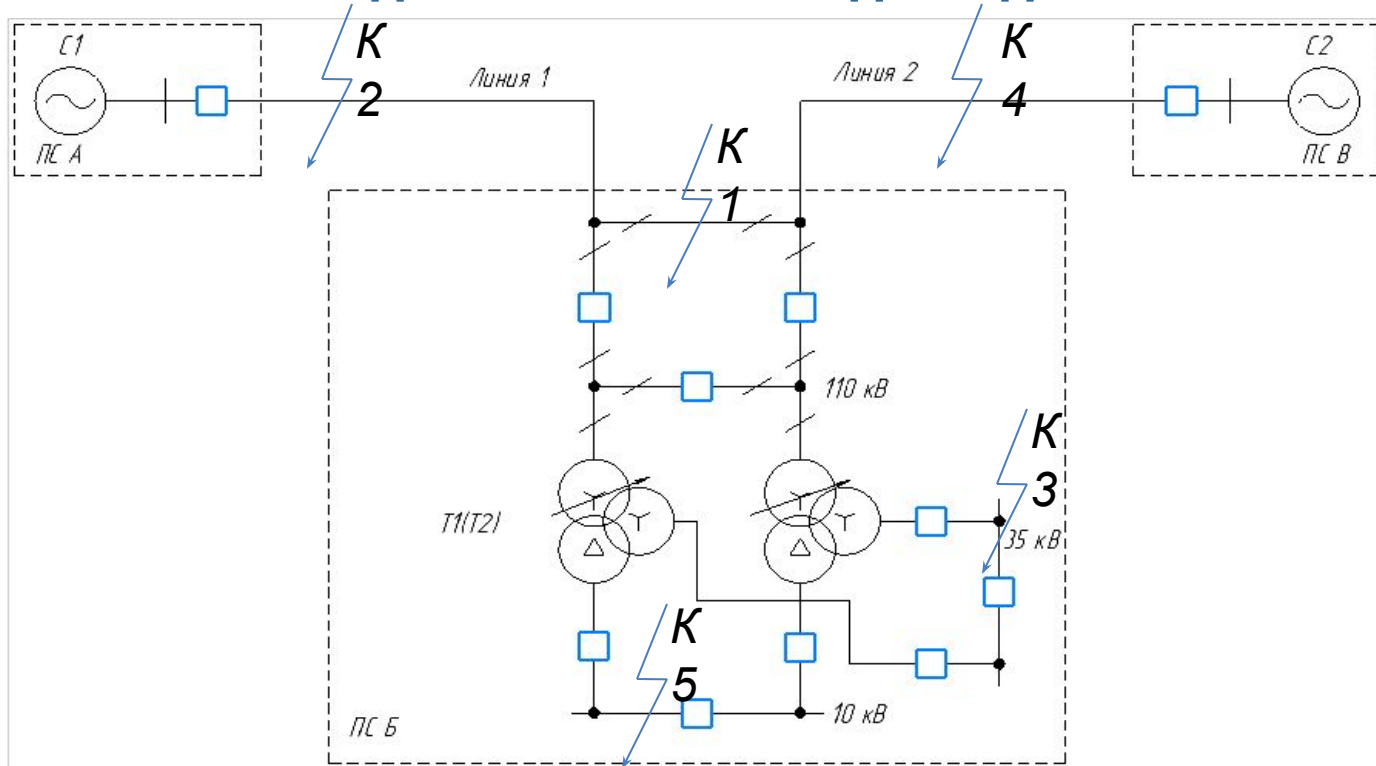 С1
К
2
Линия 1
Линия 2
К
4
С2
ПС А
ПС В
К
1
110 кВ
К
3
Т1(Т2)
35 кВ
К
5
10 кВ
ПС Б